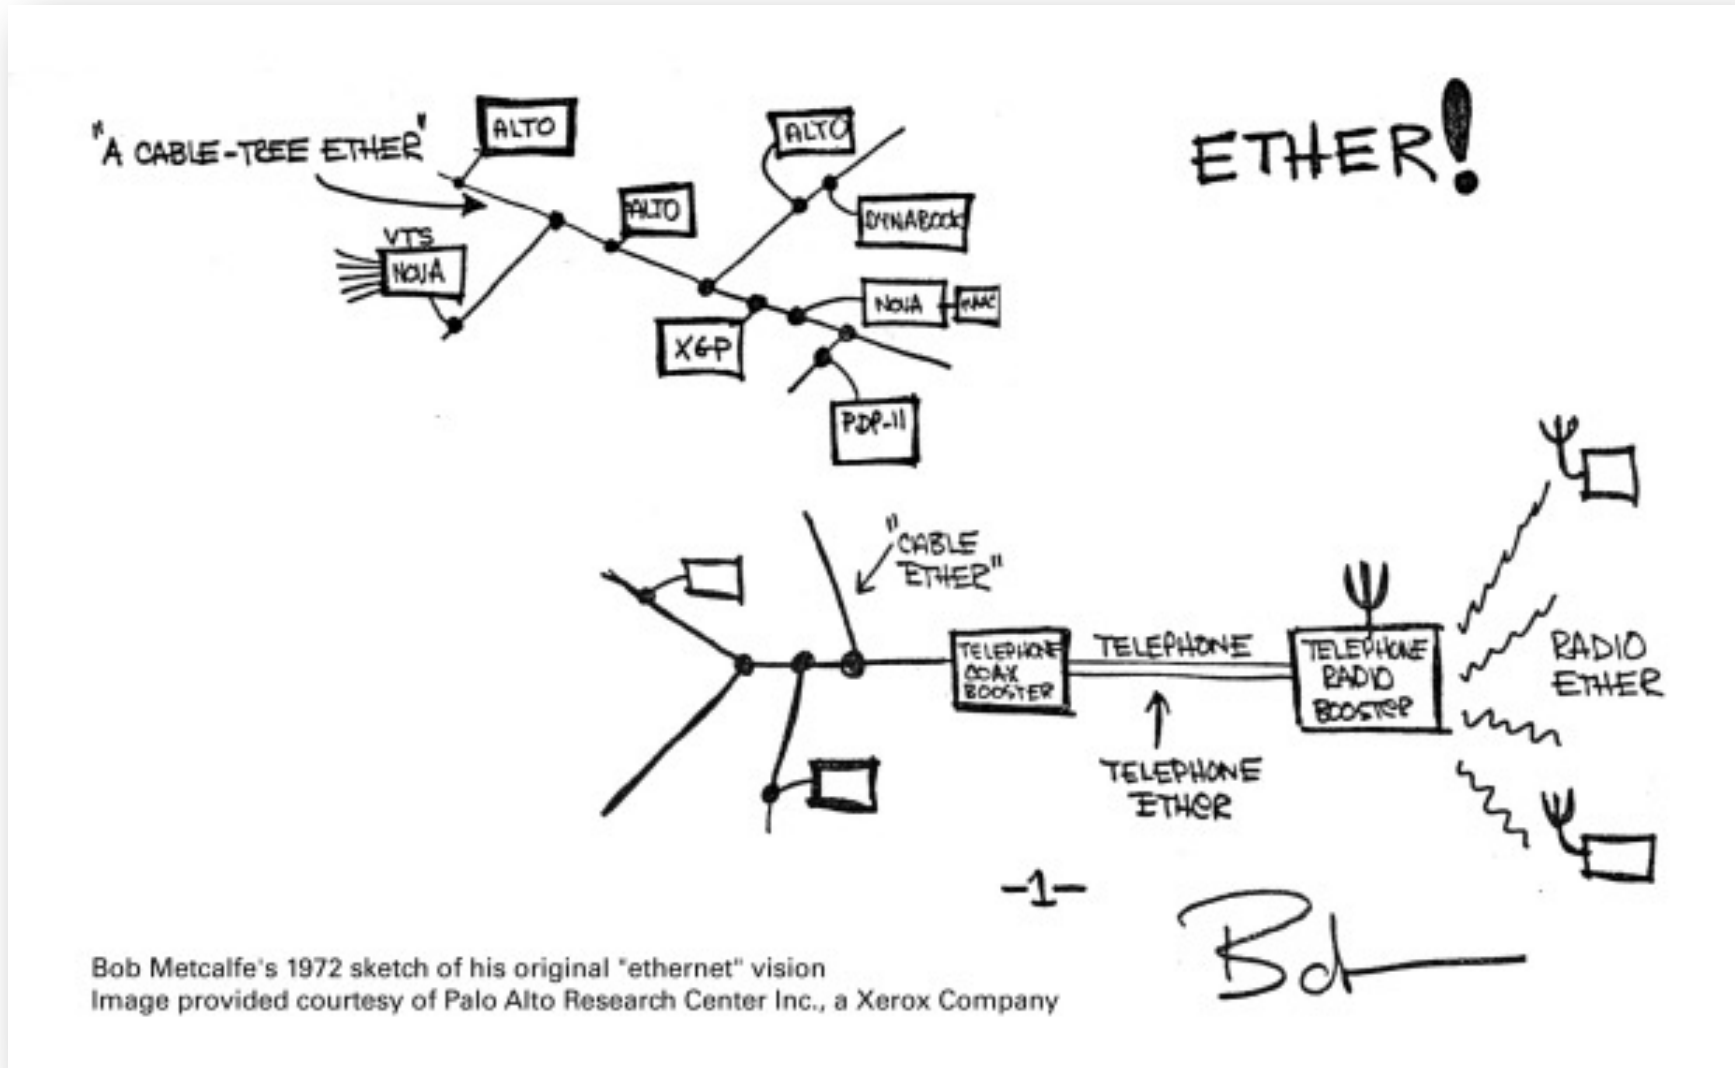 "A CABLE-TREE ETHER"
ALTO
ALTO
ETHER!
ALTO
DYNABOOK
VTS
NOVA
NOVA
XGP
PDP-11
"CABLE
ETHER"
TELEPHONE
COAX
BOOSTER
TELEPHONE
TELEPHONE
RADIO
BOOSTER
RADIO
ETHER
TELEPHONE
ETHER
-1-
Bob
Bob Metcalfe's 1972 sketch of his original "ethernet" vision
Image provided courtesy of Palo Alto Research Center Inc., a Xerox Company